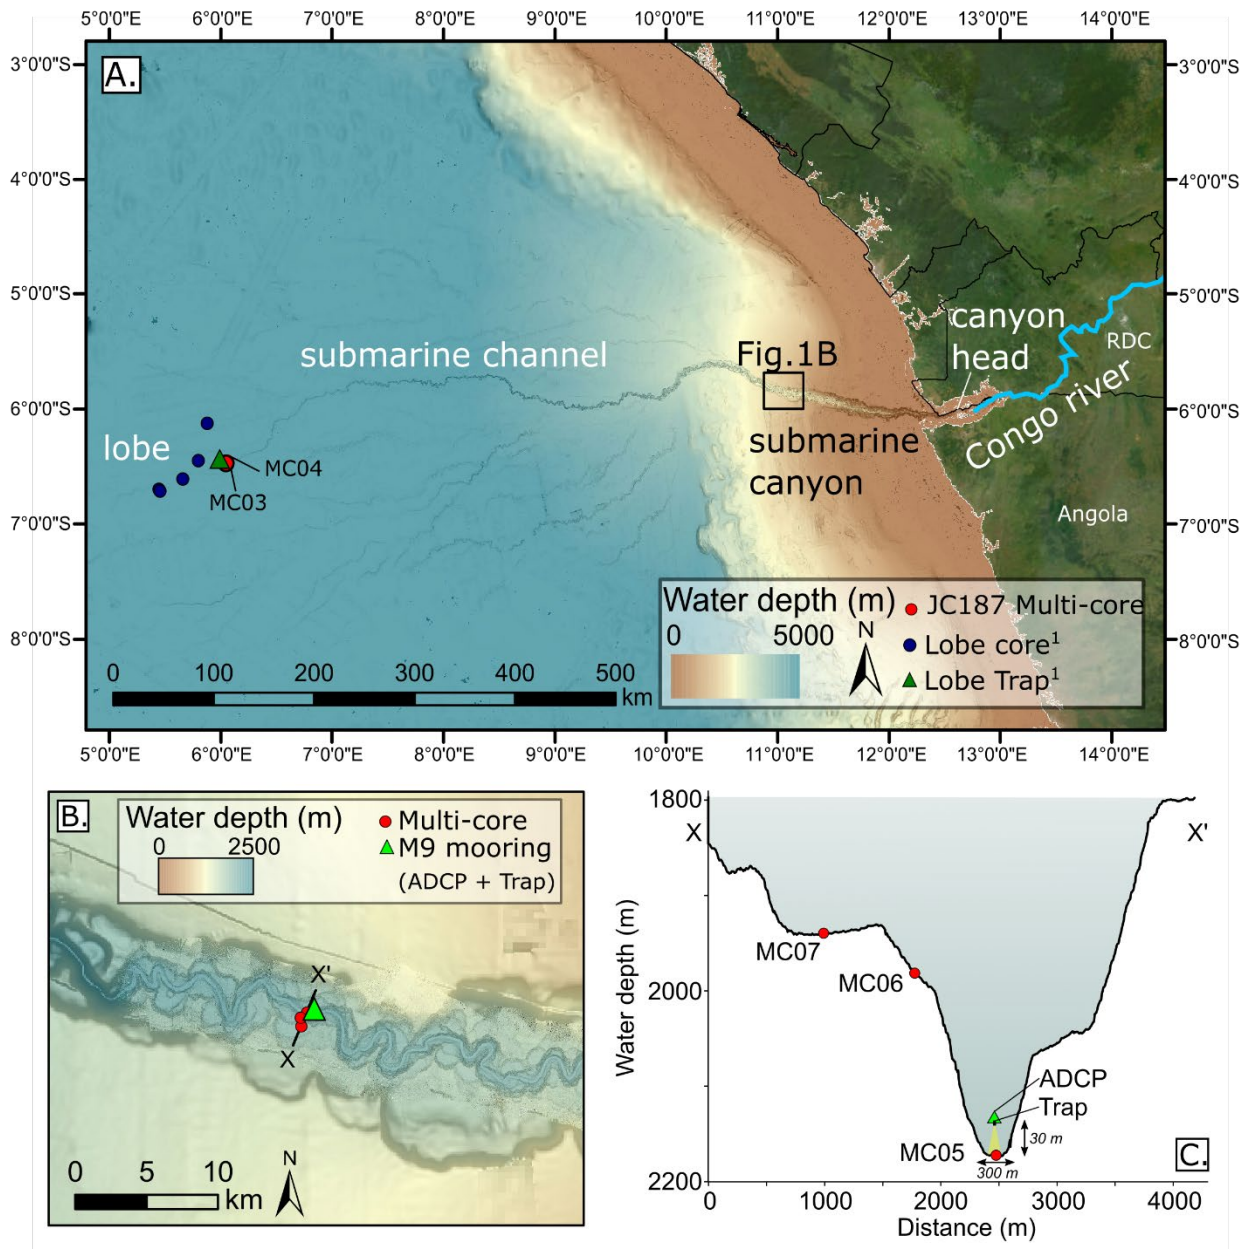 5°0'0"E 6°0'0"E 7°0'0"E 8°0'0"E 9°0'0"E 10°0'0"E 11°0'0"E 12°0'0"E 13°0'0"E 14°0'0"E
A.
3°0'0"S 3°0'0"S
4°0'0"S 4°0'0"S
5°0'0"S 5°0'0"S
canyon
head
RDC
Fig.1B
submarine channel
6°0'0"S 6°0'0"S
Congo river
submarine
canyon
lobe
MC04
MC03
7°0'0"S 7°0'0"S
Angola
Water depth (m)
0 5000
N
JC187 Multi-core
Lobe core1
Lobe Trap1
8°0'0"S 8°0'0"S
0 100 200 300 400 500
km
5°0'0"E 6°0'0"E 7°0'0"E 8°0'0"E 9°0'0"E 10°0'0"E 11°0'0"E 12°0'0"E 13°0'0"E 14°0'0"E
B.
Water depth (m)
0 2500
Multi-core
M9 mooring
(ADCP + Trap)
X'
X
0 5 10
km
N
1800
X X'
MC07
MC06
2000
Water depth (m)
ADCP
Trap
30 m
MC05
300 m
C.
2200
0 1000 2000 3000 4000
Distance (m)